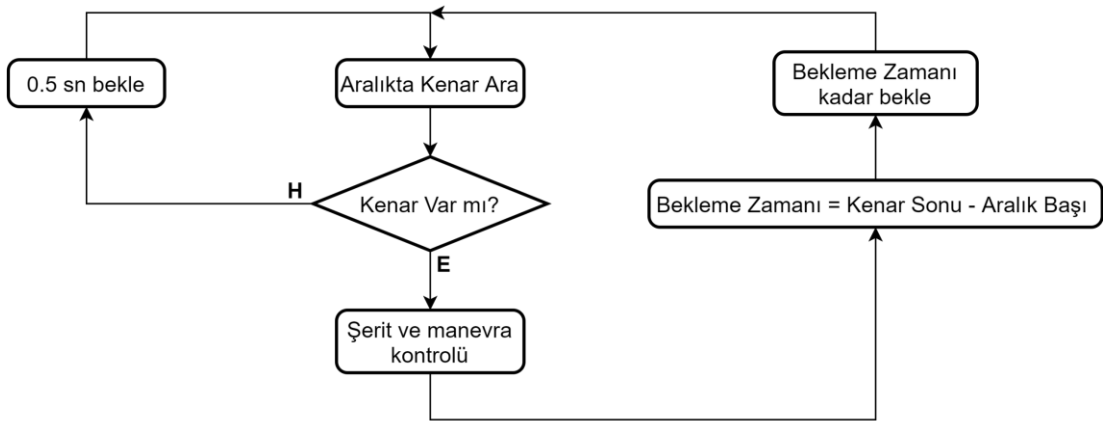 0.5 sn bekle
Aralıkta Kenar Ara
Bekleme Zamanı
kadar bekle
H
Kenar Var mı?
Bekleme Zamanı = Kenar Sonu - Aralık Başı
E
Şerit ve manevra
kontrolü